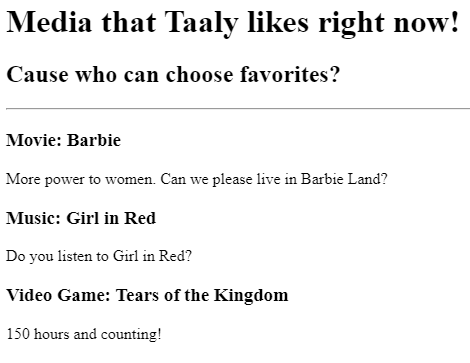 Media that Taaly likes right now!
Cause who can choose favorites?
Movie: Barbie
More power to women. Can we please live in Barbie Land?
Music: Girl in Red
Do you listen to Girl in Red?
Video Game: Tears of the Kingdom
150 hours and counting!